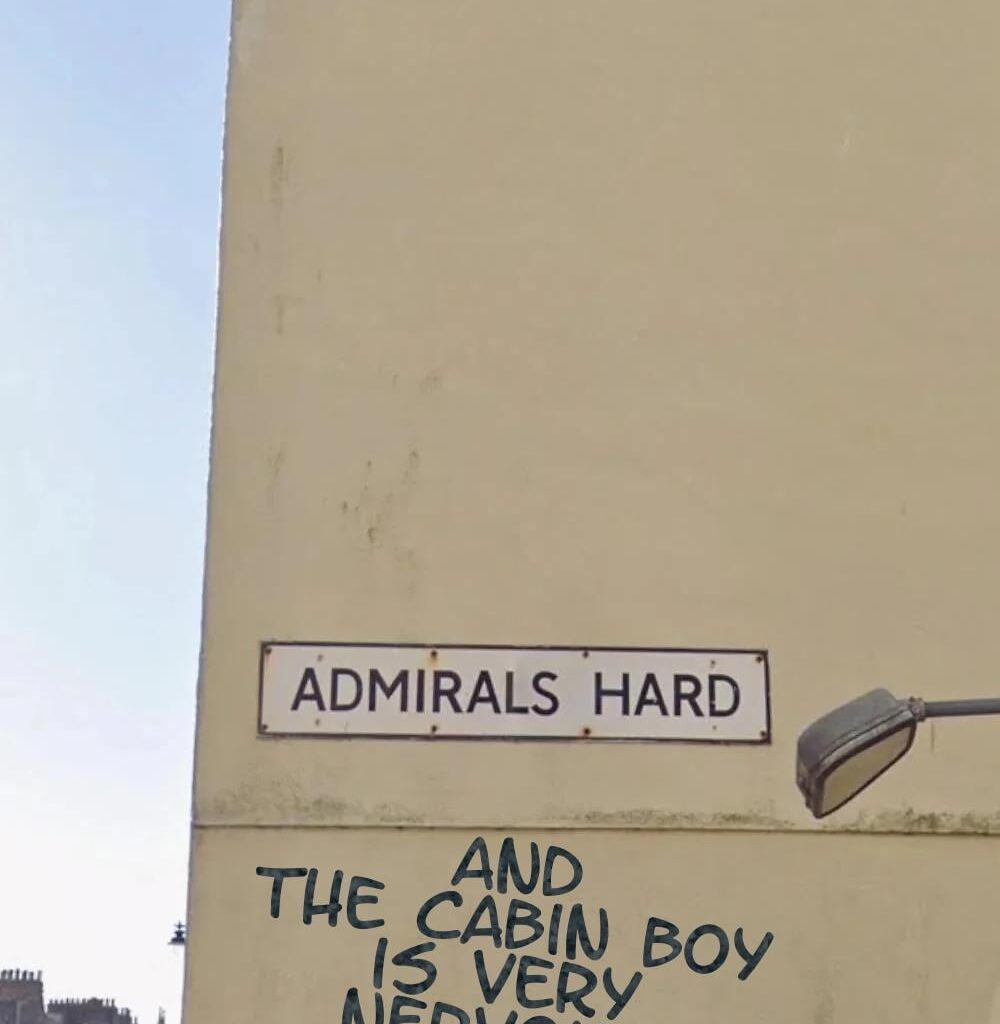 ADMIRALS HARD
AND
THE CABIN BOY
IS VERY